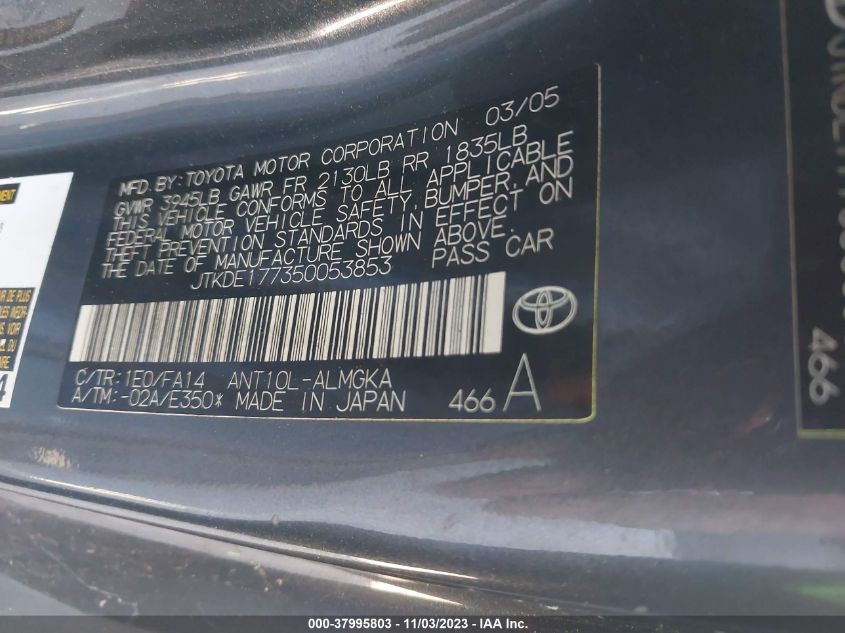 MFD. BY: TOYOTA MOTOR CORPORATION 03/05
GVWR 3945LB GAWR FR 2130LB RR 1835LB
THIS VEHICLE CONFORMS TO ALL APPLICABLE
FEDERAL MOTOR VEHICLE SAFETY, BUMPER, AND
THEFT PREVENTION STANDARDS IN EFFECT ON
THE DATE OF MANUFACTURE SHOWN ABOVE.
JTKDE177350053853 PASS CAR
C/TR: 1E0/FA14 ANT10L-ALMGKA
A/TM: -02A/E350* MADE IN JAPAN 466 A
466
000-37995803 - 11/03/2023 - IAA Inc.